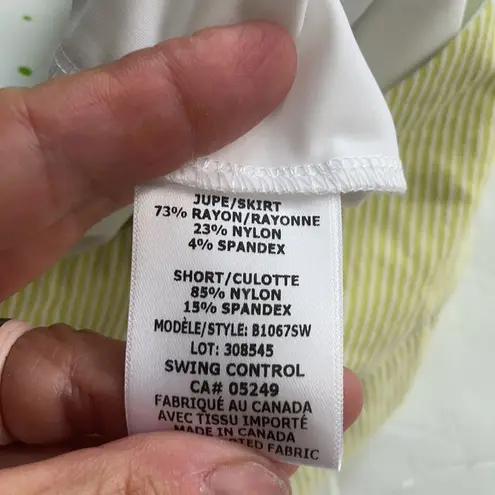 JUPE/SKIRT
73% RAYON/RAYONNE
23% NYLON
4% SPANDEX
SHORT/CULOTTE
85% NYLON
15% SPANDEX
MODÈLE/STYLE: B1067SW
LOT: 308545
SWING CONTROL
CA# 05249
FABRIQUÉ AU CANADA
AVEC TISSU IMPORTÉ
MADE IN CANADA
FABRIC